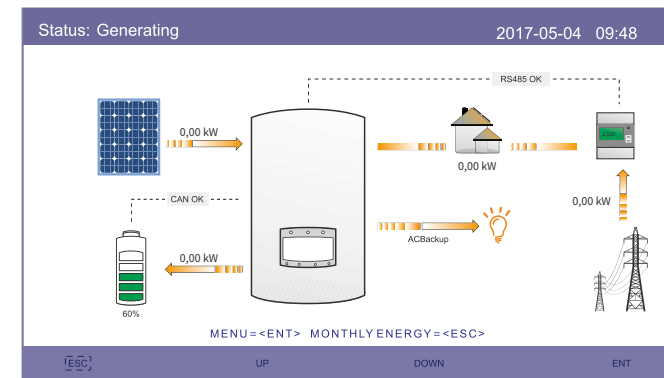 Status: Generating
2017-05-04 09:48
RS485 OK
0,00 kW
0,00 kW
CAN OK
0,00 kW
0,00 kW
ACBackup
60%
MENU=<ENT> MONTHLY ENERGY=<ESC>
ESC UP DOWN ENT